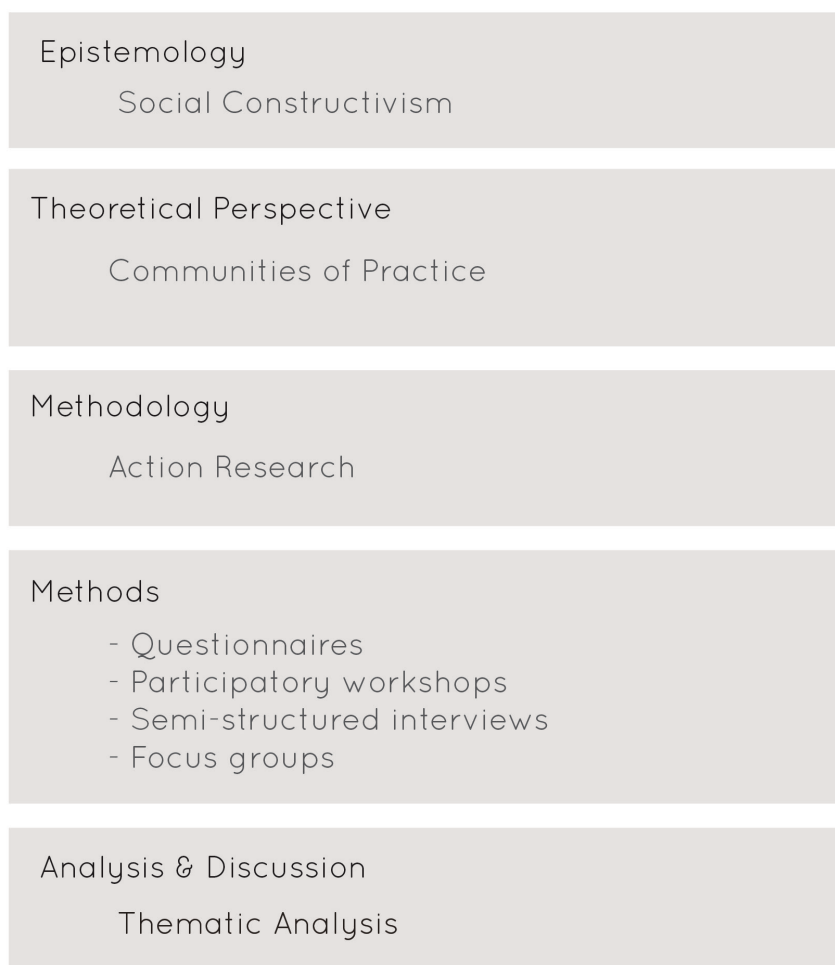 Epistemology
Social Constructivism
Theoretical Perspective
Communities of Practice
Methodology
Action Research
Methods
- Questionnaires
- Participatory workshops
- Semi-structured interviews
- Focus groups
Analysis & Discussion
Thematic Analysis